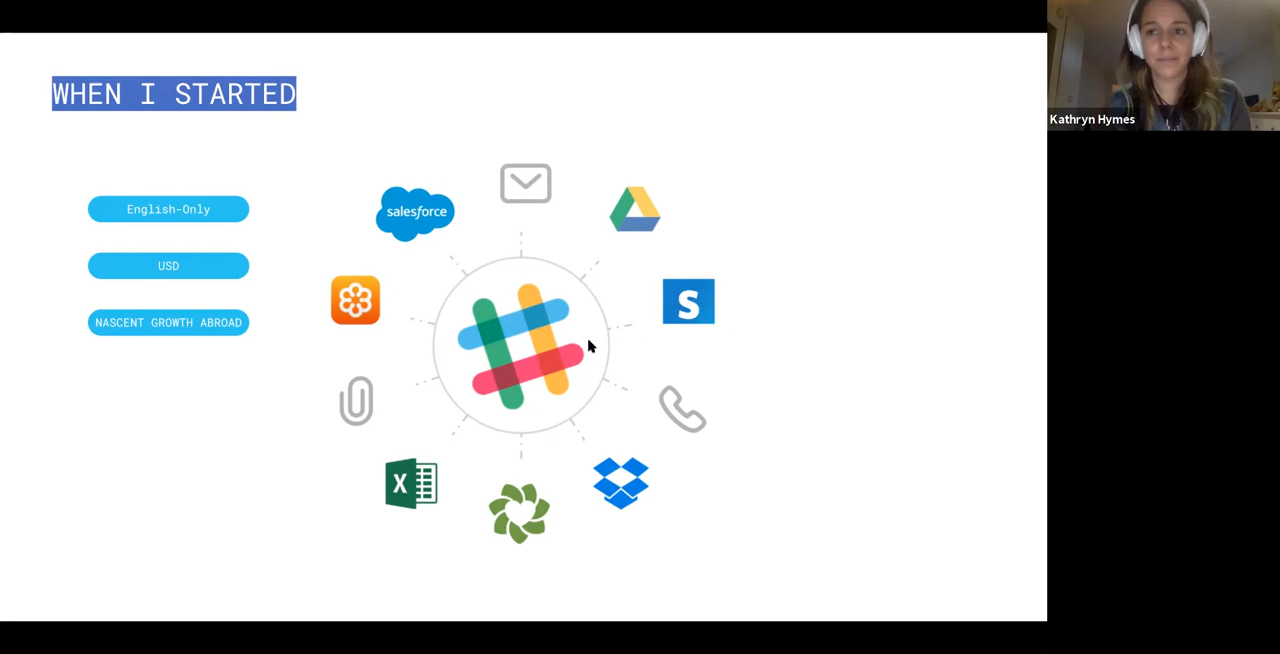 WHEN I STARTED
English-Only
USD
NASCENT GROWTH ABROAD
salesforce
S
X
Kathryn Hymes